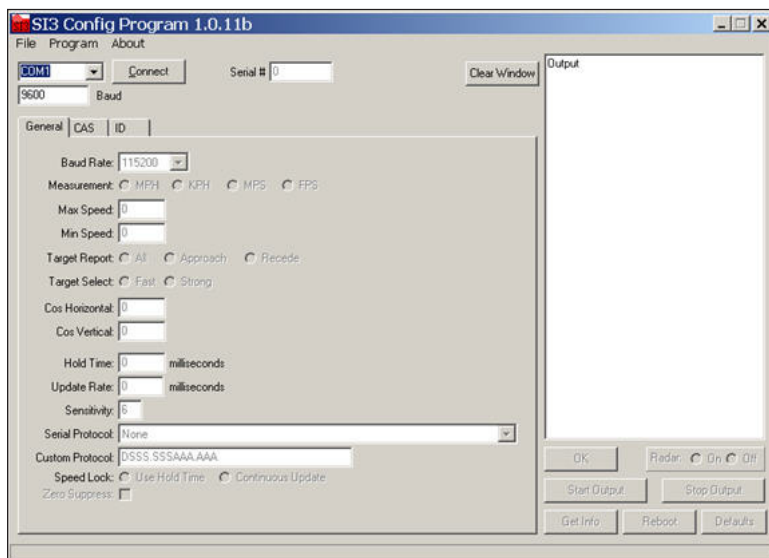 SI3 Config Program 1.0.11b
File Program About
COM1 Connect Serial # 0 Clear Window
9600 Baud
General CAS ID
Baud Rate: 115200
Measurement: MPH KPH MPS FPS
Max Speed: 0
Min Speed: 0
Target Report: All Approach Recede
Target Select: Fast Strong
Cos Horizontal: 0
Cos Vertical: 0
Hold Time: 0 milliseconds
Update Rate: 0 milliseconds
Sensitivity: 6
Serial Protocol: None
Custom Protocol: DSSS.SSSAAA.AAA
Speed Lock: Use Hold Time Continuous Update
Zero Suppress:
Output
OK Radar: On Off
Start Output Stop Output
Get Info Reboot Defaults